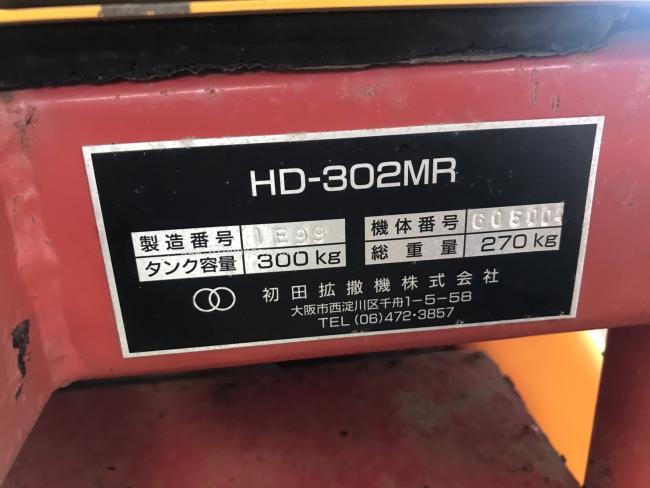 HD-302MR
製造番号 1E99 機体番号 60500
タンク容量 300kg 総重量 270kg
初田拡撒機株式会社
大阪市西淀川区千舟1-5-58
TEL (06)472・3857